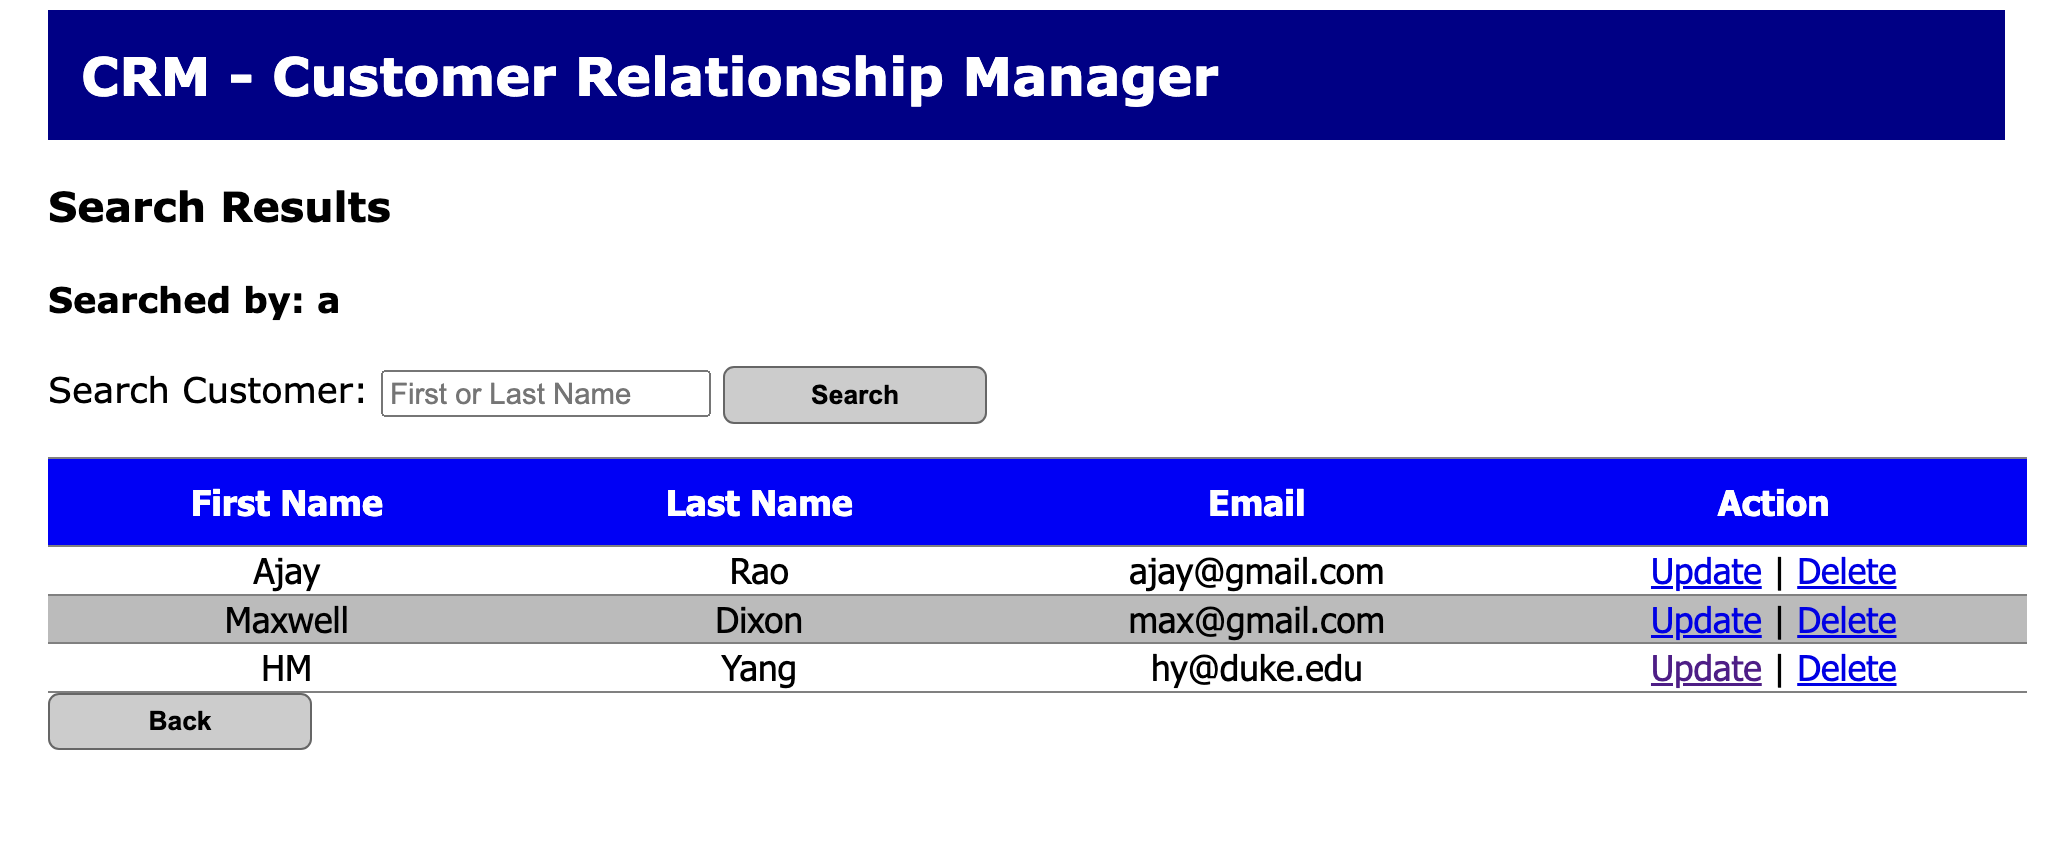 CRM - Customer Relationship Manager
Search Results
Searched by: a
Search Customer: First or Last Name Search
First Name Last Name Email Action
Ajay Rao ajay@gmail.com Update | Delete
Maxwell Dixon max@gmail.com Update | Delete
HM Yang hy@duke.edu Update | Delete
Back